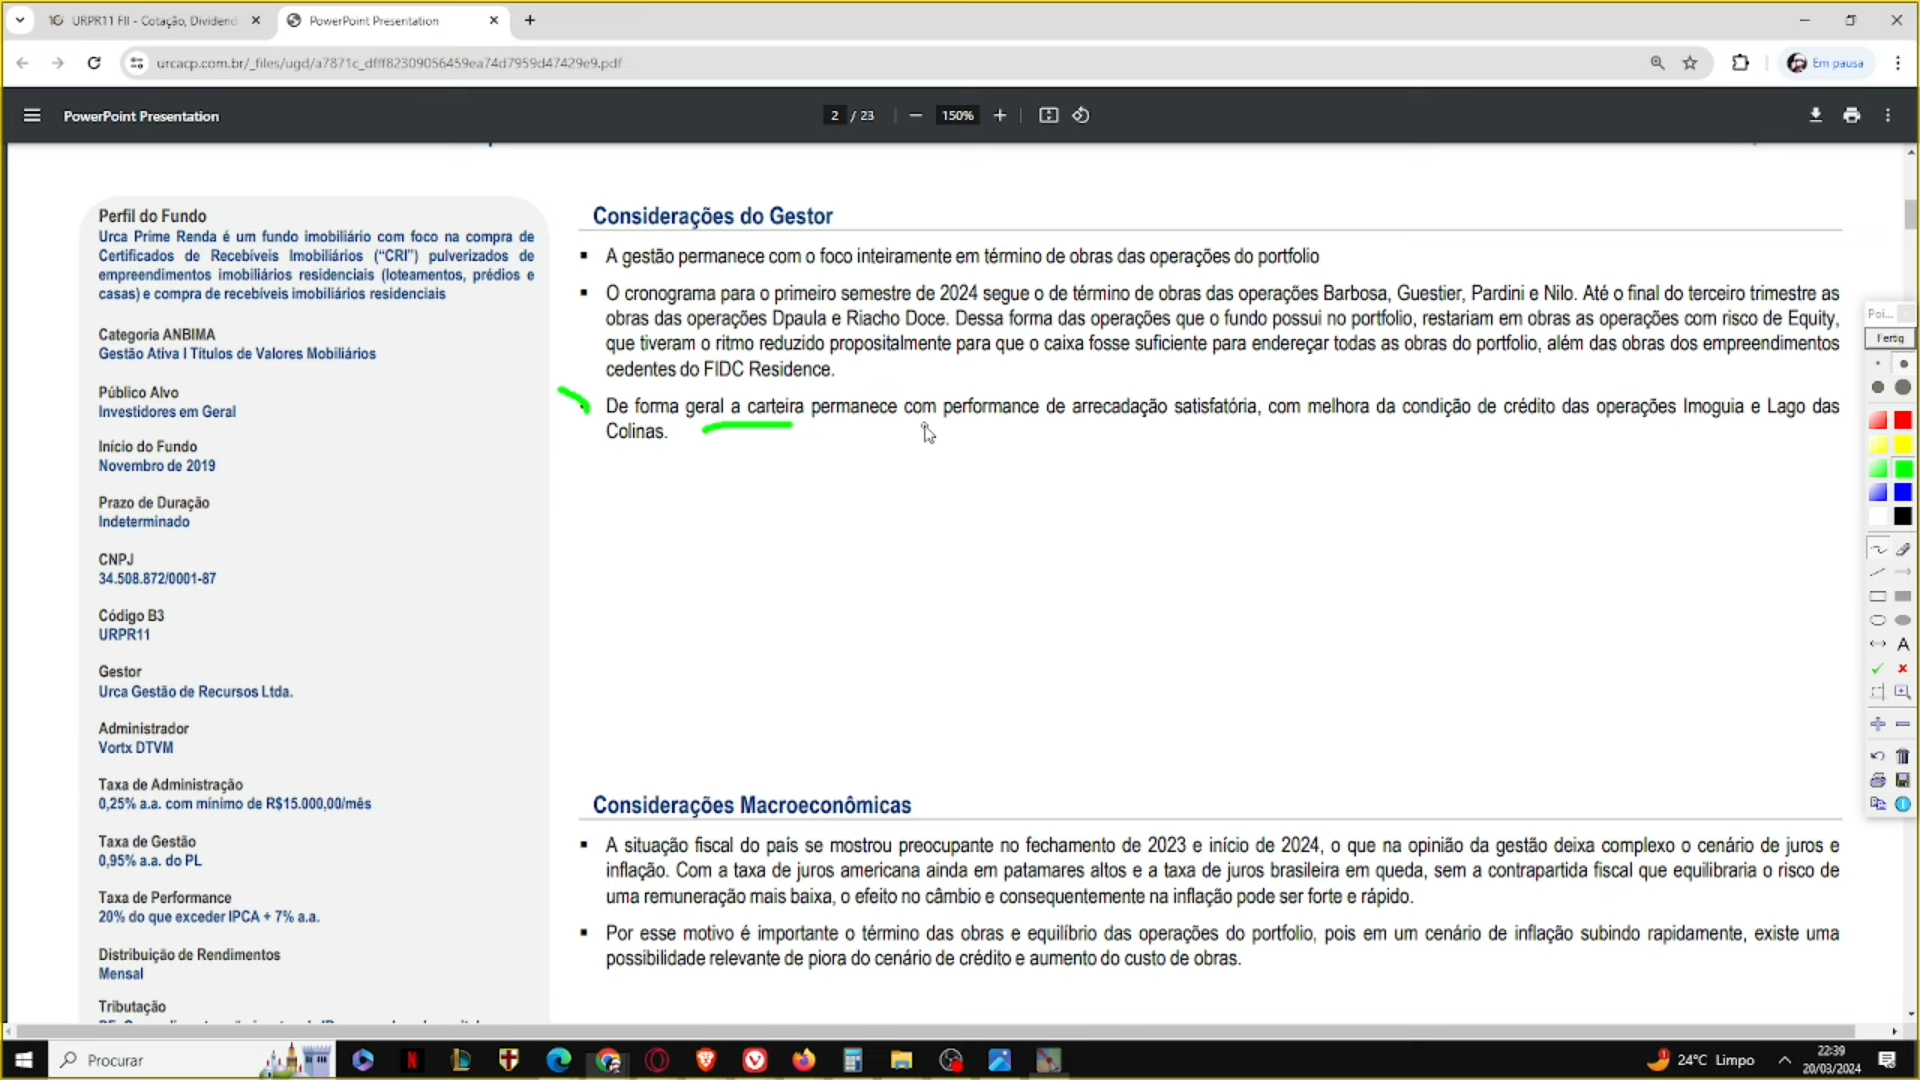 URPR11 FII - Cotação, Dividend
PowerPoint Presentation
urcacp.com.br/_files/ugd/a7871c_dfff82309056459ea74d7959d47429e9.pdf
Em pausa
PowerPoint Presentation
2 / 23
150%
Perfil do Fundo
Urca Prime Renda é um fundo imobiliário com foco na compra de
Certificados de Recebíveis Imobiliários (“CRI”) pulverizados de
empreendimentos imobiliários residenciais (loteamentos, prédios e
casas) e compra de recebíveis imobiliários residenciais
Categoria ANBIMA
Gestão Ativa I Títulos de Valores Mobiliários
Público Alvo
Investidores em Geral
Início do Fundo
Novembro de 2019
Prazo de Duração
Indeterminado
CNPJ
34.508.872/0001-87
Código B3
URPR11
Gestor
Urca Gestão de Recursos Ltda.
Administrador
Vortx DTVM
Taxa de Administração
0,25% a.a. com mínimo de R$15.000,00/mês
Taxa de Gestão
0,95% a.a. do PL
Taxa de Performance
20% do que exceder IPCA + 7% a.a.
Distribuição de Rendimentos
Mensal
Tributação
Considerações do Gestor
▪ A gestão permanece com o foco inteiramente em término de obras das operações do portfolio
▪ O cronograma para o primeiro semestre de 2024 segue o de término de obras das operações Barbosa, Guestier, Pardini e Nilo. Até o final do terceiro trimestre as
obras das operações Dpaula e Riacho Doce. Dessa forma das operações que o fundo possui no portfolio, restariam em obras as operações com risco de Equity,
que tiveram o ritmo reduzido propositalmente para que o caixa fosse suficiente para endereçar todas as obras do portfolio, além das obras dos empreendimentos
cedentes do FIDC Residence.
De forma geral a carteira permanece com performance de arrecadação satisfatória, com melhora da condição de crédito das operações Imoguia e Lago das
Colinas.
Considerações Macroeconômicas
▪ A situação fiscal do país se mostrou preocupante no fechamento de 2023 e início de 2024, o que na opinião da gestão deixa complexo o cenário de juros e
inflação. Com a taxa de juros americana ainda em patamares altos e a taxa de juros brasileira em queda, sem a contrapartida fiscal que equilibraria o risco de
uma remuneração mais baixa, o efeito no câmbio e consequentemente na inflação pode ser forte e rápido.
▪ Por esse motivo é importante o término das obras e equilíbrio das operações do portfolio, pois em um cenário de inflação subindo rapidamente, existe uma
possibilidade relevante de piora do cenário de crédito e aumento do custo de obras.
Poi...
Fertig
A
Procurar
24°C Limpo
22:39
20/03/2024